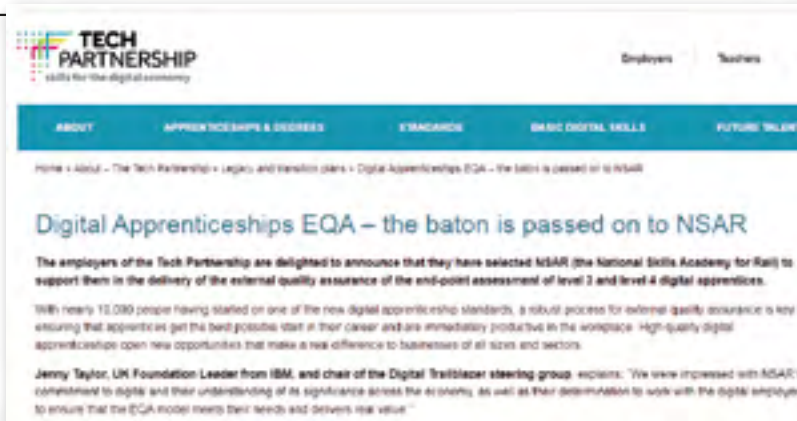 TECH
PARTNERSHIP
skills for the digital economy
Employers Teachers
ABOUT APPRENTICESHIPS & DEGREES STANDARDS BASIC DIGITAL SKILLS FUTURE TALENT
Home » About – The Tech Partnership » Legacy and transition plans » Digital Apprenticeships EQA – the baton is passed on to NSAR
Digital Apprenticeships EQA – the baton is passed on to NSAR
The employers of the Tech Partnership are delighted to announce that they have selected NSAR (the National Skills Academy for Rail) to
support them in the delivery of the external quality assurance of the end-point assessment of level 3 and level 4 digital apprentices.
With nearly 10,000 people having started on one of the new digital apprenticeship standards, a robust process for external quality assurance is key
ensuring that apprentices get the best possible start in their career and are immediately productive in the workplace. High-quality digital
apprenticeships open new opportunities that make a real difference to businesses of all sizes and sectors.
Jenny Taylor, UK Foundation Leader from IBM, and chair of the Digital Trailblazer steering group, explains: "We were impressed with NSAR
commitment to digital and their understanding of its significance across the economy, as well as their determination to work with the digital employe
to ensure that the EQA model meets their needs and delivers real value."